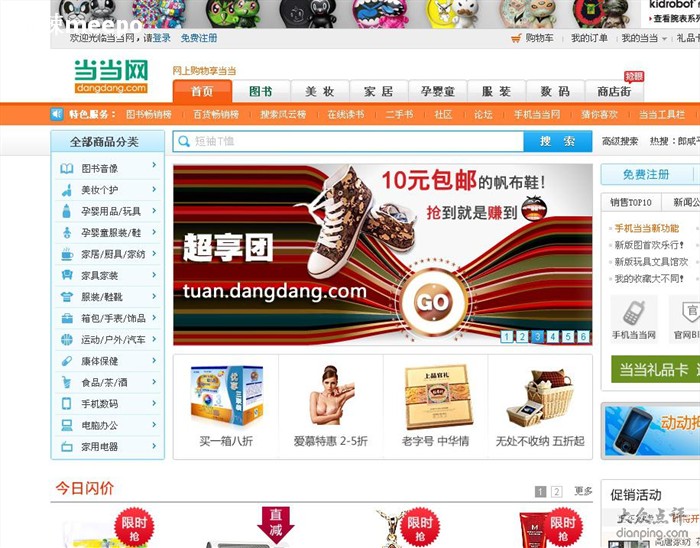 meeno
kidrobot
查看腕表系列
欢迎光临当当网，请登录 免费注册
购物车 我的订单 我的当当 礼品卡
当当网
dangdang.com
网上购物享当当
首页 图书 美妆 家居 孕婴童 服装 数码 商店街
抢眼
特色服务： 图书畅销榜 百货畅销榜 搜索风云榜 在线读书 二手书 社区 论坛 手机当当网 猜你喜欢 当当工具栏
全部商品分类
短袖T恤
搜索
高级搜索 热搜：郎咸平
图书音像
美妆个护
孕婴用品/玩具
孕婴童服装/鞋
家居/厨具/家纺
家具家装
服装/鞋靴
箱包/手表/饰品
运动/户外/汽车
康体保健
食品/茶/酒
手机数码
电脑办公
家用电器
10元包邮的帆布鞋！
抢到就是赚到
超享团
tuan.dangdang.com
GO
1 2 3 4 5 6
免费注册
销售TOP10 新闻公
手机当当新功能
新版图首欢乐行！
新版玩具文具馆欢
我的收藏大不同！
手机当当网 官网BI
官
当当礼品卡
动动拍
买一箱八折
爱慕特惠 2-5折
老字号 中华情
无处不收纳 五折起
今日闪价
1 2 更多
限时
抢
直减
限时
抢
限时
抢
促销活动
大众点评
dianping.com